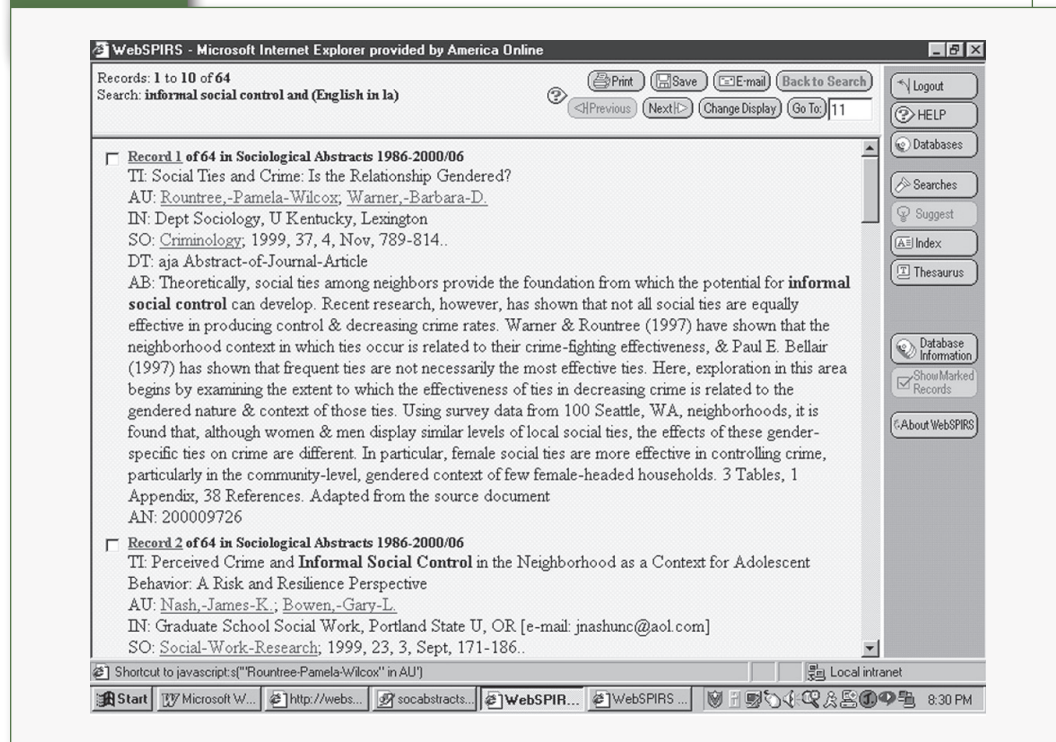 WebSPIRS - Microsoft Internet Explorer provided by America Online
Records: 1 to 10 of 64
Search: informal social control and (English in la)
Print Save E-mail Back to Search
Previous Next Change Display Go To: 11
Logout
HELP
Databases
Searches
Suggest
Index
Thesaurus
Database
Information
Show Marked
Records
About WebSPIRS
Record 1 of 64 in Sociological Abstracts 1986-2000/06
TI: Social Ties and Crime: Is the Relationship Gendered?
AU: Rountree,-Pamela-Wilcox; Warner,-Barbara-D.
IN: Dept Sociology, U Kentucky, Lexington
SO: Criminology; 1999, 37, 4, Nov, 789-814..
DT: aja Abstract-of-Journal-Article
AB: Theoretically, social ties among neighbors provide the foundation from which the potential for informal
social control can develop. Recent research, however, has shown that not all social ties are equally
effective in producing control & decreasing crime rates. Warner & Rountree (1997) have shown that the
neighborhood context in which ties occur is related to their crime-fighting effectiveness, & Paul E. Bellair
(1997) has shown that frequent ties are not necessarily the most effective ties. Here, exploration in this area
begins by examining the extent to which the effectiveness of ties in decreasing crime is related to the
gendered nature & context of those ties. Using survey data from 100 Seattle, WA, neighborhoods, it is
found that, although women & men display similar levels of local social ties, the effects of these gender-
specific ties on crime are different. In particular, female social ties are more effective in controlling crime,
particularly in the community-level, gendered context of few female-headed households. 3 Tables, 1
Appendix, 38 References. Adapted from the source document
AN: 200009726
Record 2 of 64 in Sociological Abstracts 1986-2000/06
TI: Perceived Crime and Informal Social Control in the Neighborhood as a Context for Adolescent
Behavior: A Risk and Resilience Perspective
AU: Nash,-James-K.; Bowen,-Gary-L.
IN: Graduate School Social Work, Portland State U, OR [e-mail: jnashunc@aol.com]
SO: Social-Work-Research; 1999, 23, 3, Sept, 171-186..
Shortcut to javascript:s("'Rountree-Pamela-Wilcox" in AU') Local intranet
Start Microsoft W... http://webs... socabstracts... WebSPIR... WebSPIRS ... 8:30 PM